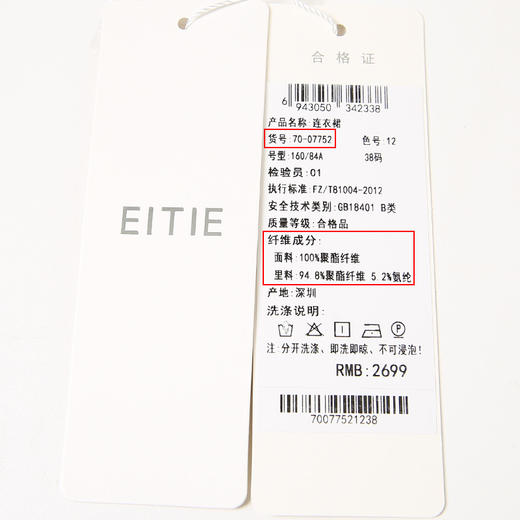 EITIE
合格证
6 943050 342338
产品名称:连衣裙
货号:70-07752 色号:12
号型:160/84A 38码
检验员:01
执行标准:FZ/T81004-2012
安全技术类别:GB18401 B类
质量等级:合格品
纤维成分:
面料:100%聚酯纤维
里料:94.8%聚酯纤维 5.2%氨纶
产地:深圳
洗涤说明:
注:分开洗涤、即洗即晾、不可浸泡!
RMB:2699
70077521238